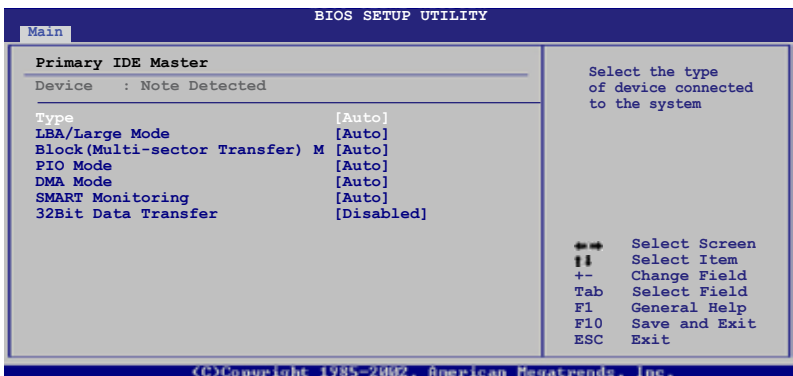 BIOS SETUP UTILITY
Main
Primary IDE Master
Device : Note Detected
Type [Auto]
LBA/Large Mode [Auto]
Block(Multi-sector Transfer) M [Auto]
PIO Mode [Auto]
DMA Mode [Auto]
SMART Monitoring [Auto]
32Bit Data Transfer [Disabled]
Select the type
of device connected
to the system
←→ Select Screen
↑↓ Select Item
+- Change Field
Tab Select Field
F1 General Help
F10 Save and Exit
ESC Exit
(C)Copyright 1985-2002, American Megatrends, Inc.